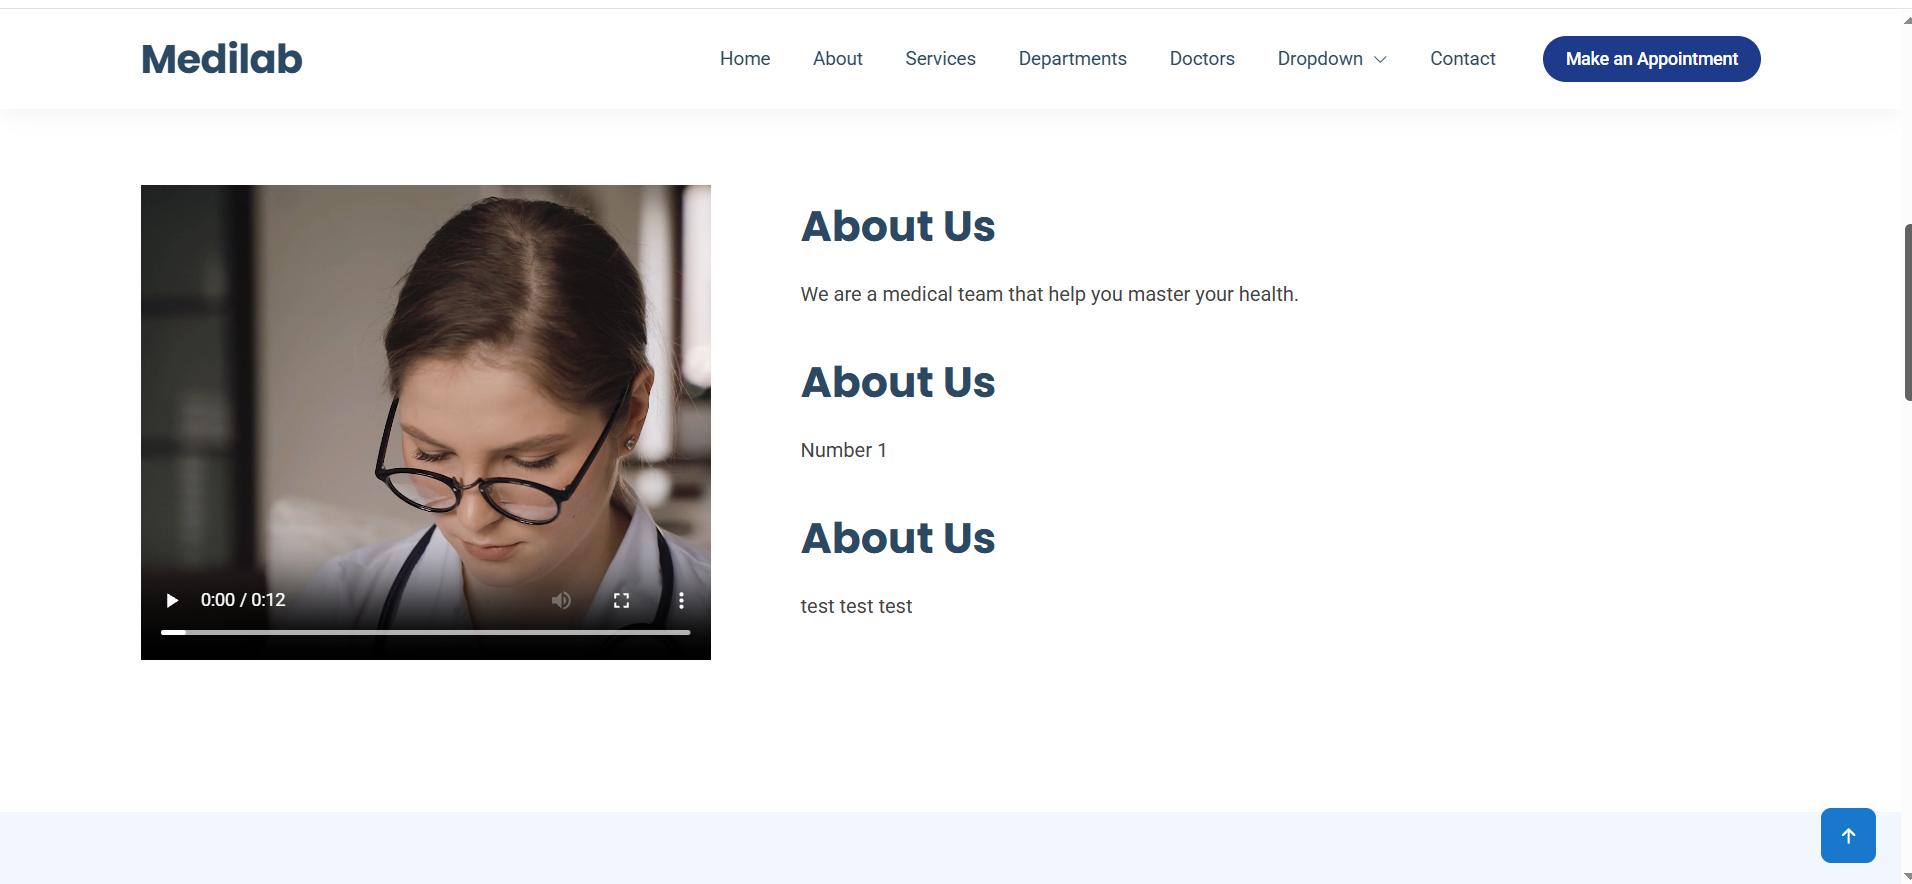 Medilab
Home About Services Departments Doctors Dropdown Contact Make an Appointment
About Us
We are a medical team that help you master your health.
About Us
Number 1
About Us
test test test
0:00 / 0:12